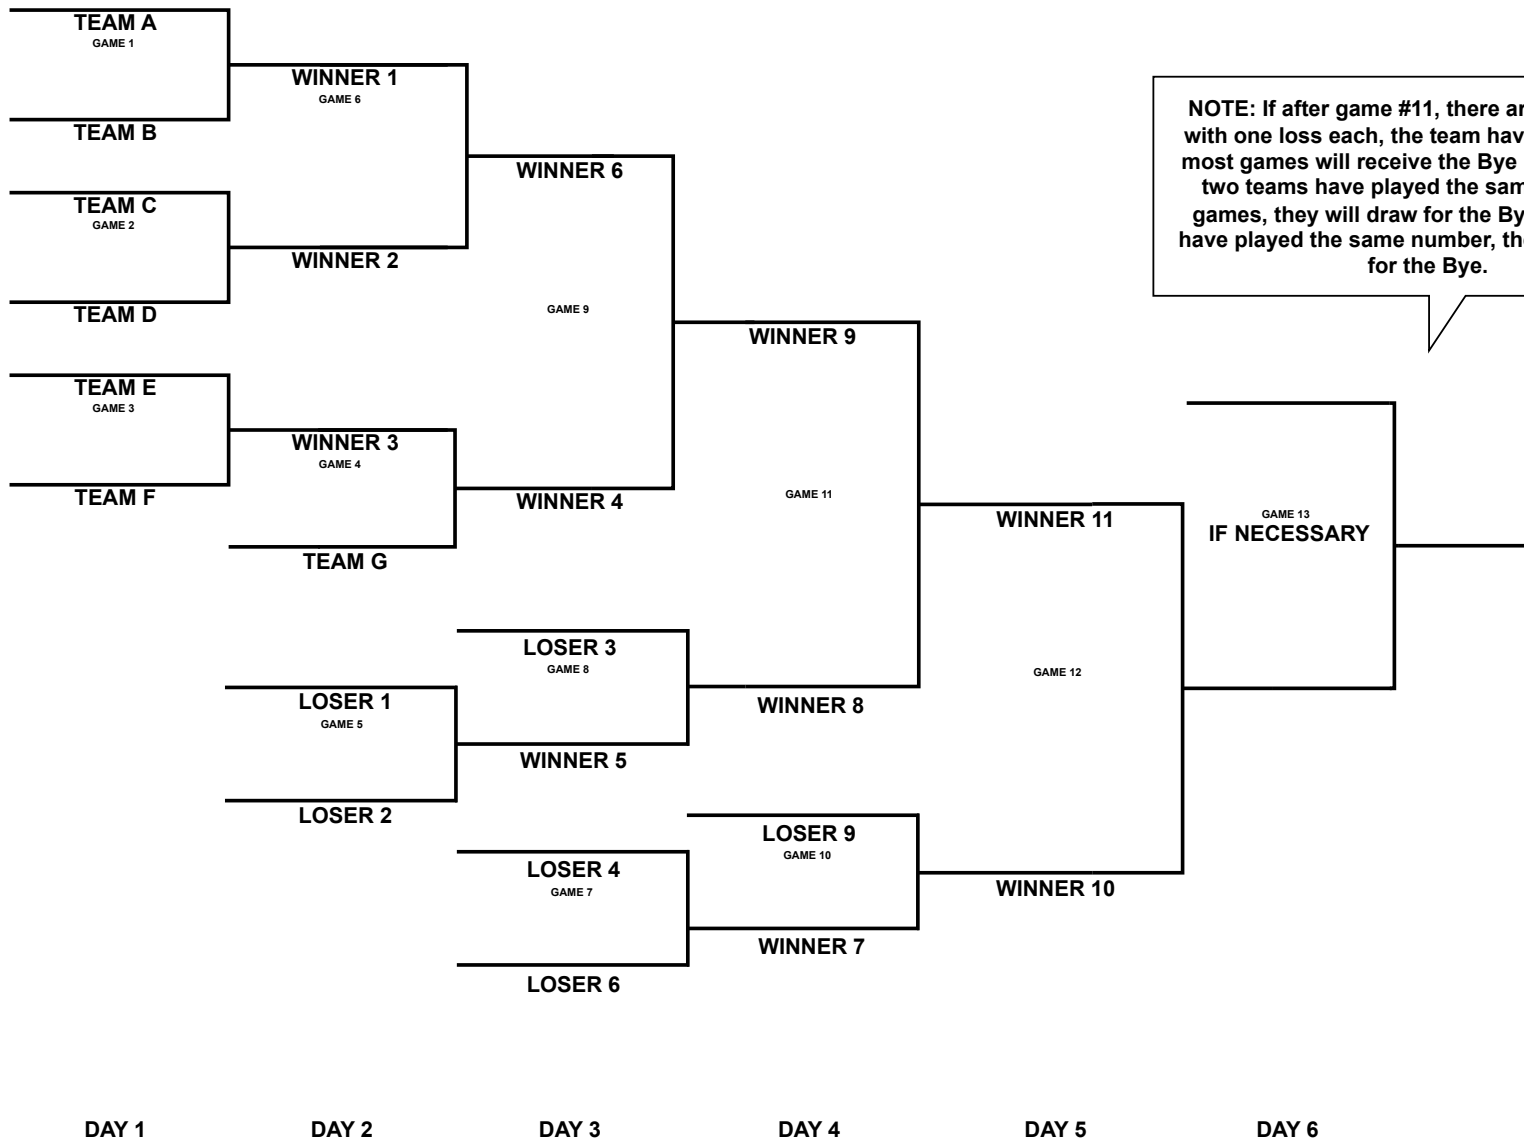 TEAM A
GAME 1
TEAM B
TEAM C
GAME 2
TEAM D
TEAM E
GAME 3
TEAM F
WINNER 1
GAME 6
WINNER 2
WINNER 3
GAME 4
TEAM G
LOSER 1
GAME 5
LOSER 2
WINNER 6
GAME 9
WINNER 4
LOSER 3
GAME 8
WINNER 5
LOSER 4
GAME 7
LOSER 6
WINNER 9
GAME 11
WINNER 8
LOSER 9
GAME 10
WINNER 7
WINNER 11
GAME 12
WINNER 10
NOTE: If after game #11, there
with one loss each, the team
most games will receive the Bye
two teams have played the
games, they will draw for the
have played the same number,
for the Bye.
GAME 13
IF NECESSARY
DAY 1
DAY 2
DAY 3
DAY 4
DAY 5
DAY 6